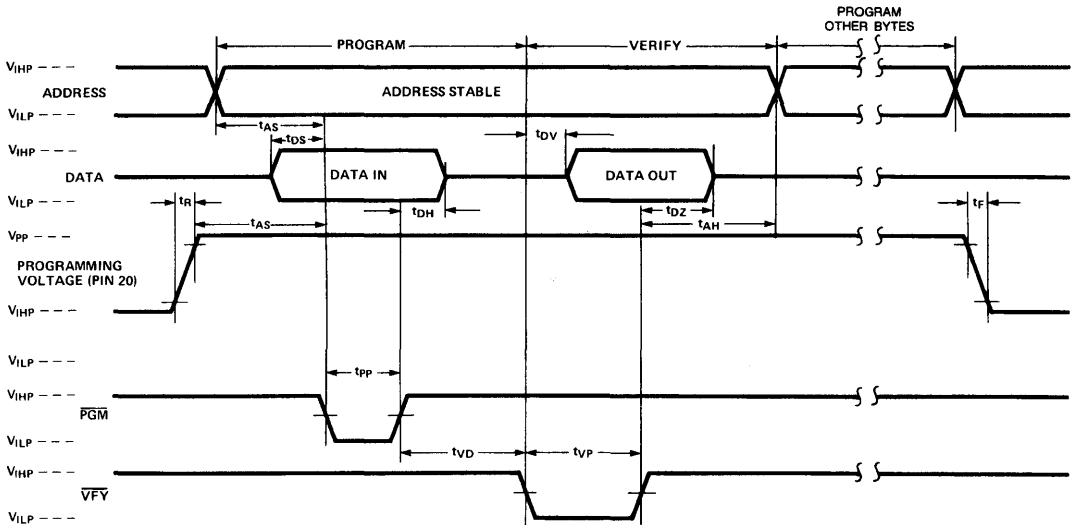 PROGRAM
OTHER BYTES
PROGRAM
VERIFY
VIHP
ADDRESS
ADDRESS STABLE
VILP
tAS
tDS
tDV
VIHP
DATA
DATA IN
DATA OUT
VILP
tR
tDH
tDZ
tF
tAS
tAH
VPP
PROGRAMMING
VOLTAGE (PIN 20)
VIHP
VILP
tPP
VIHP
PGM
VILP
tVD
tVP
VIHP
VFY
VILP